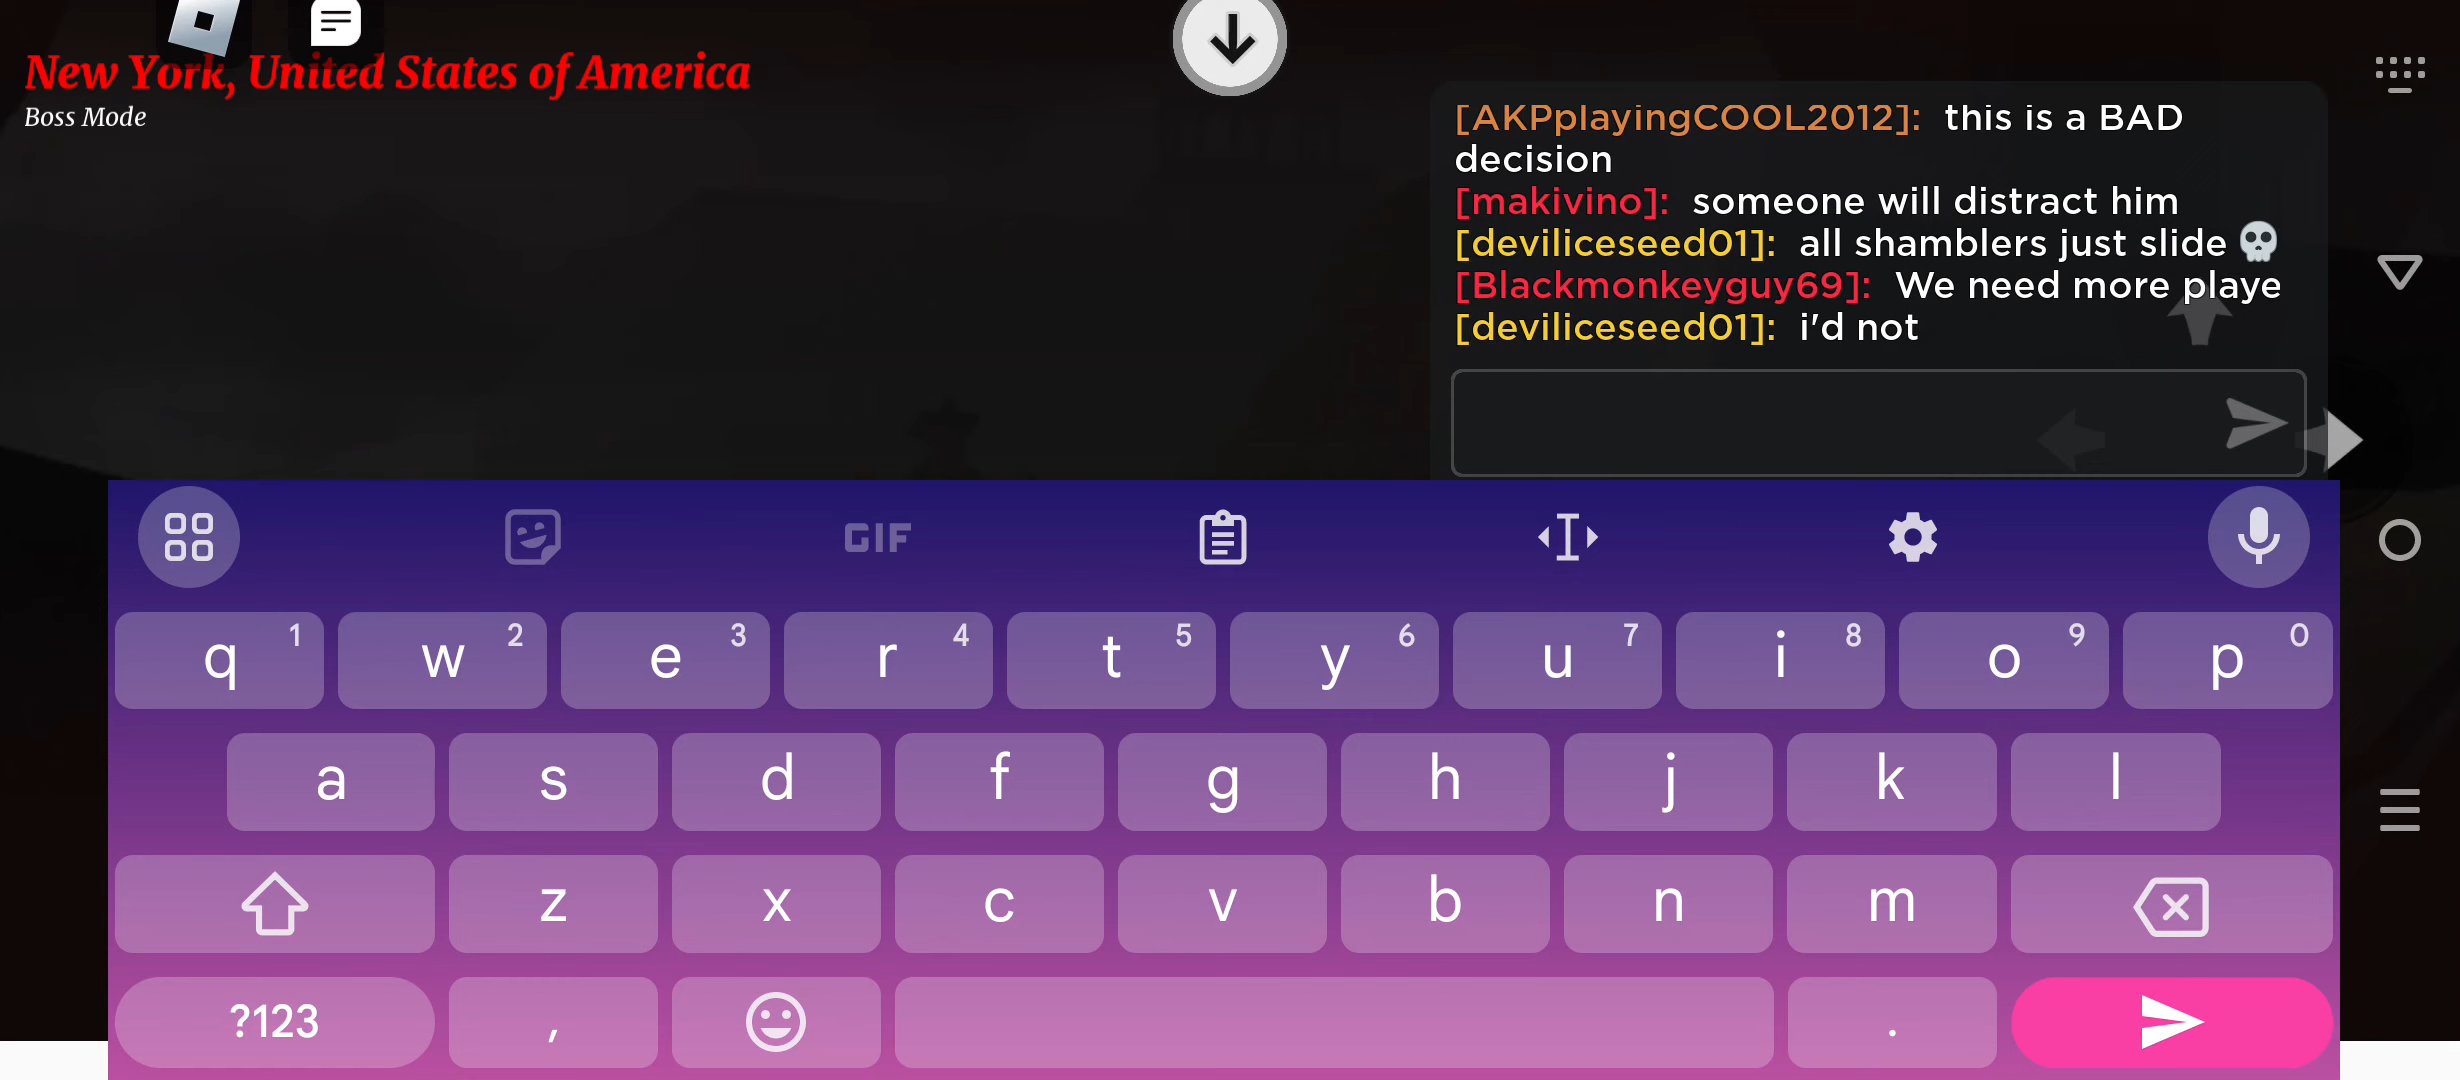 New York, United States of America
Boss Mode
[AKPplayingCOOL2012]: this is a BAD
decision
[makivino]: someone will distract him
[deviliceseed01]: all shamblers just slide 💀
[Blackmonkeyguy69]: We need more playe
[deviliceseed01]: i'd not
GIF
q 1 w 2 e 3 r 4 t 5 y 6 u 7 i 8 o 9 p 0
a s d f g h j k l
z x c v b n m
?123 , .